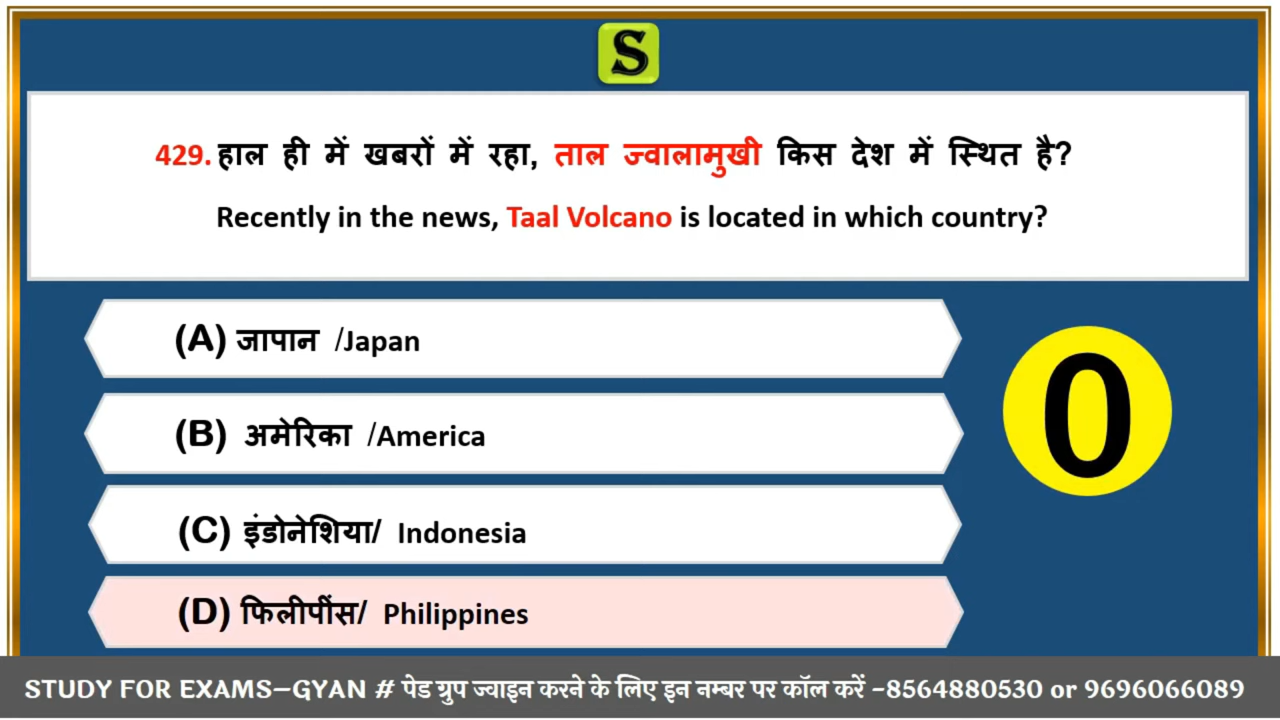 S
429. हाल ही में खबरों में रहा, ताल ज्वालामुखी किस देश में स्थित है?
Recently in the news, Taal Volcano is located in which country?
(A) जापान /Japan
(B) अमेरिका /America
(C) इंडोनेशिया/ Indonesia
(D) फिलीपींस/ Philippines
0
STUDY FOR EXAMS–GYAN # पेड ग्रुप ज्वाइन करने के लिए इन नम्बर पर कॉल करें -8564880530 or 9696066089